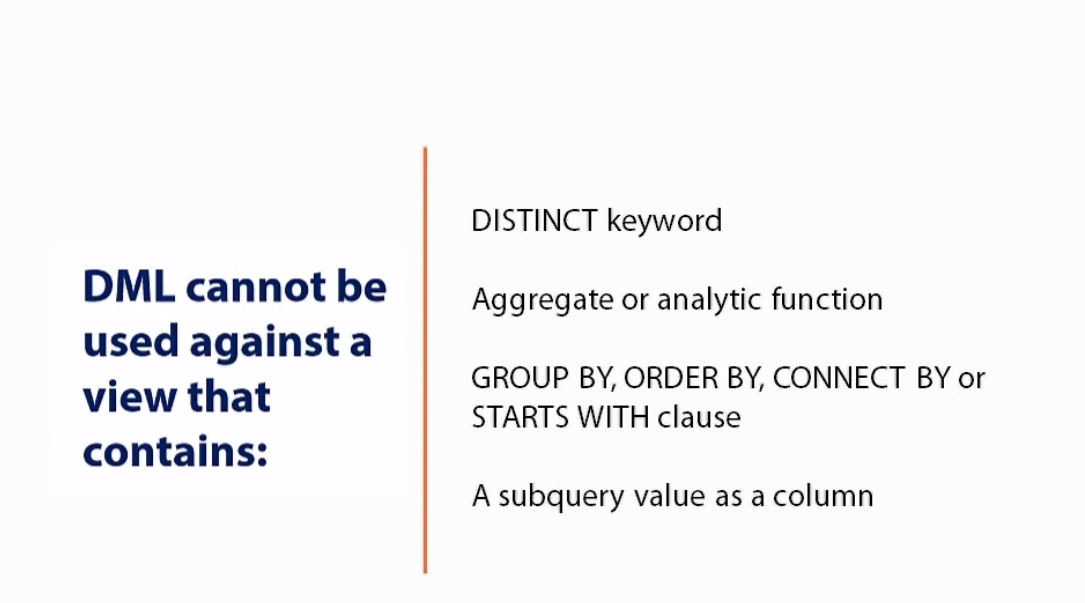 DML cannot be
used against a
view that
contains:
DISTINCT keyword
Aggregate or analytic function
GROUP BY, ORDER BY, CONNECT BY or
STARTS WITH clause
A subquery value as a column